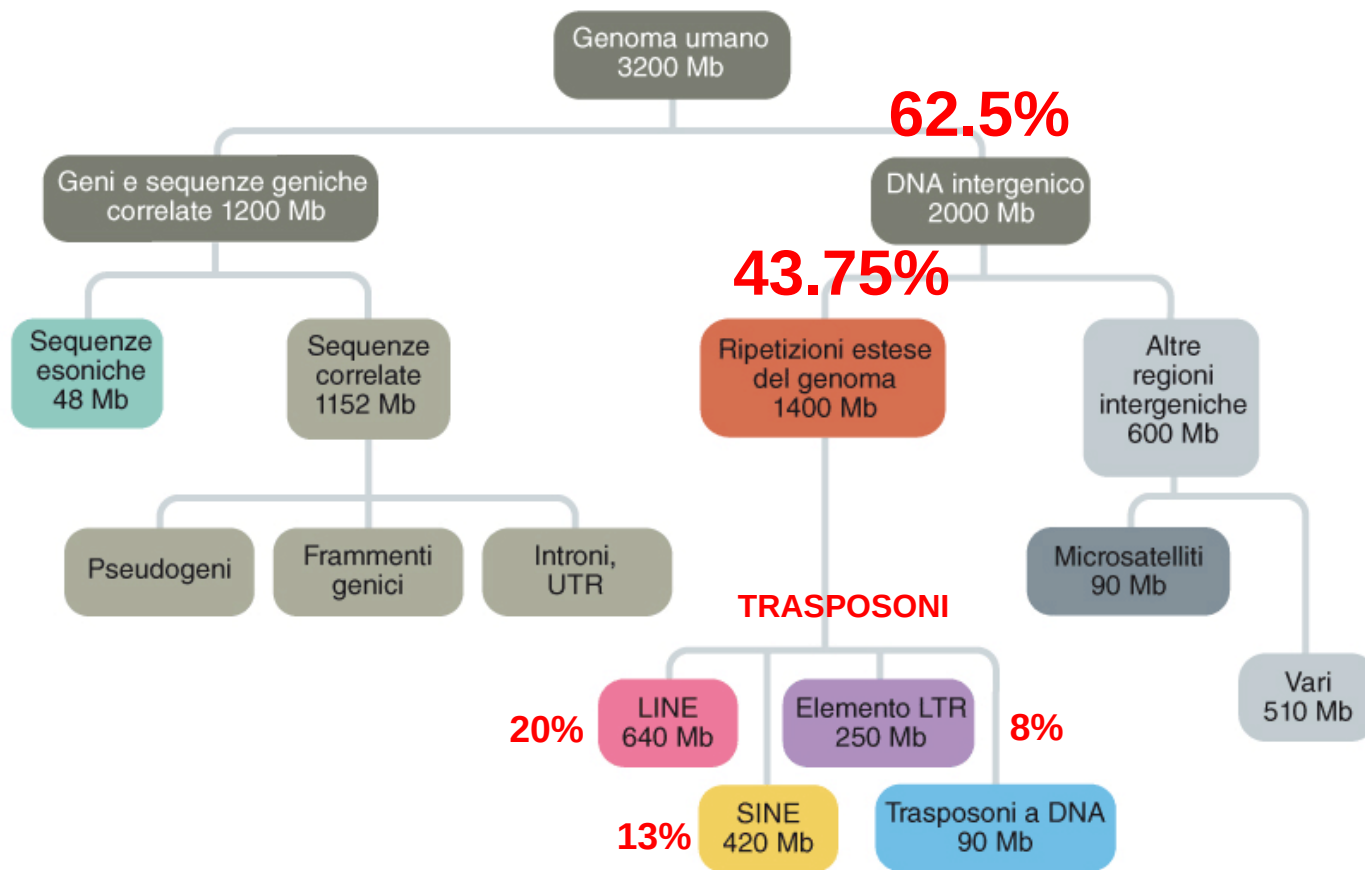 Genoma umano
3200 Mb
62.5%
Geni e sequenze geniche
correlate 1200 Mb
DNA intergenico
2000 Mb
43.75%
Sequenze
esoniche
48 Mb
Sequenze
correlate
1152 Mb
Ripetizioni estese
del genoma
1400 Mb
Altre
regioni
intergeniche
600 Mb
Pseudogeni
Frammenti
genici
Introni,
UTR
Microsatelliti
90 Mb
TRASPOSONI
Vari
510 Mb
20%
LINE
640 Mb
Elemento LTR
250 Mb
8%
13%
SINE
420 Mb
Trasposoni a DNA
90 Mb